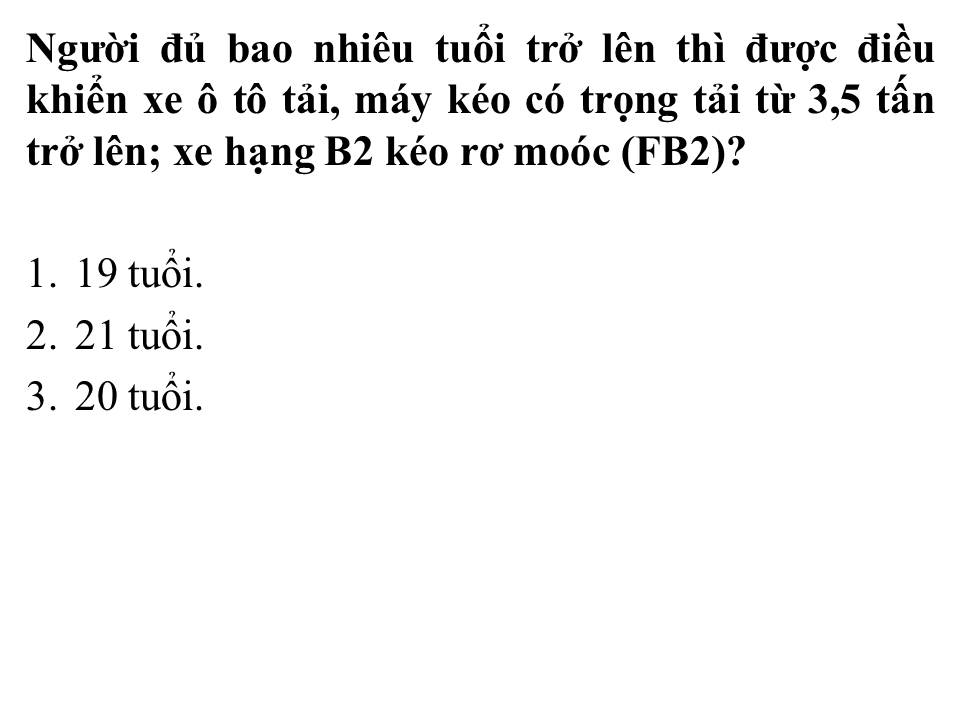 Người đủ bao nhiêu tuổi trở lên thì được điều
khiển xe ô tô tải, máy kéo có trọng tải từ 3,5 tấn
trở lên; xe hạng B2 kéo rơ moóc (FB2)?
1. 19 tuổi.
2. 21 tuổi.
3. 20 tuổi.